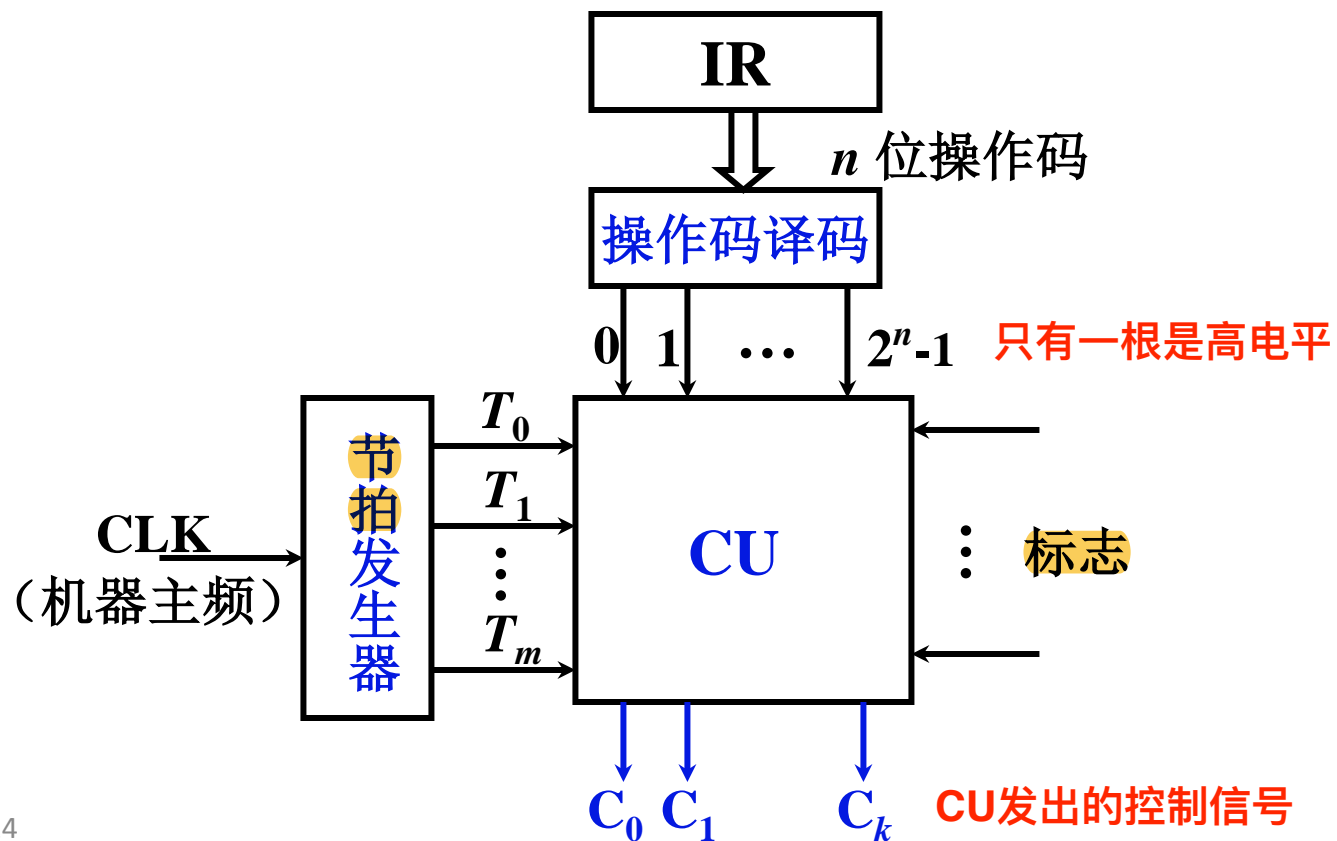 IR
n 位操作码
操作码译码
0 1 … 2ⁿ-1
只有一根是高电平
节拍发生器
T₀
T₁
⋮
Tₘ
CLK
（机器主频）
CU
⋮
标志
C₀ C₁ Cₖ
CU发出的控制信号
4